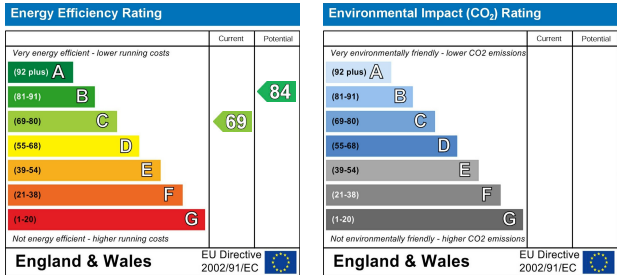 Energy Efficiency Rating
Current Potential
Very energy efficient - lower running costs
(92 plus) A
(81-91) B
84
(69-80) C
69
(55-68) D
(39-54) E
(21-38) F
(1-20) G
Not energy efficient - higher running costs
England & Wales
EU Directive
2002/91/EC
Environmental Impact (CO₂) Rating
Current Potential
Very environmentally friendly - lower CO2 emissions
(92 plus) A
(81-91) B
(69-80) C
(55-68) D
(39-54) E
(21-38) F
(1-20) G
Not environmentally friendly - higher CO2 emissions
England & Wales
EU Directive
2002/91/EC